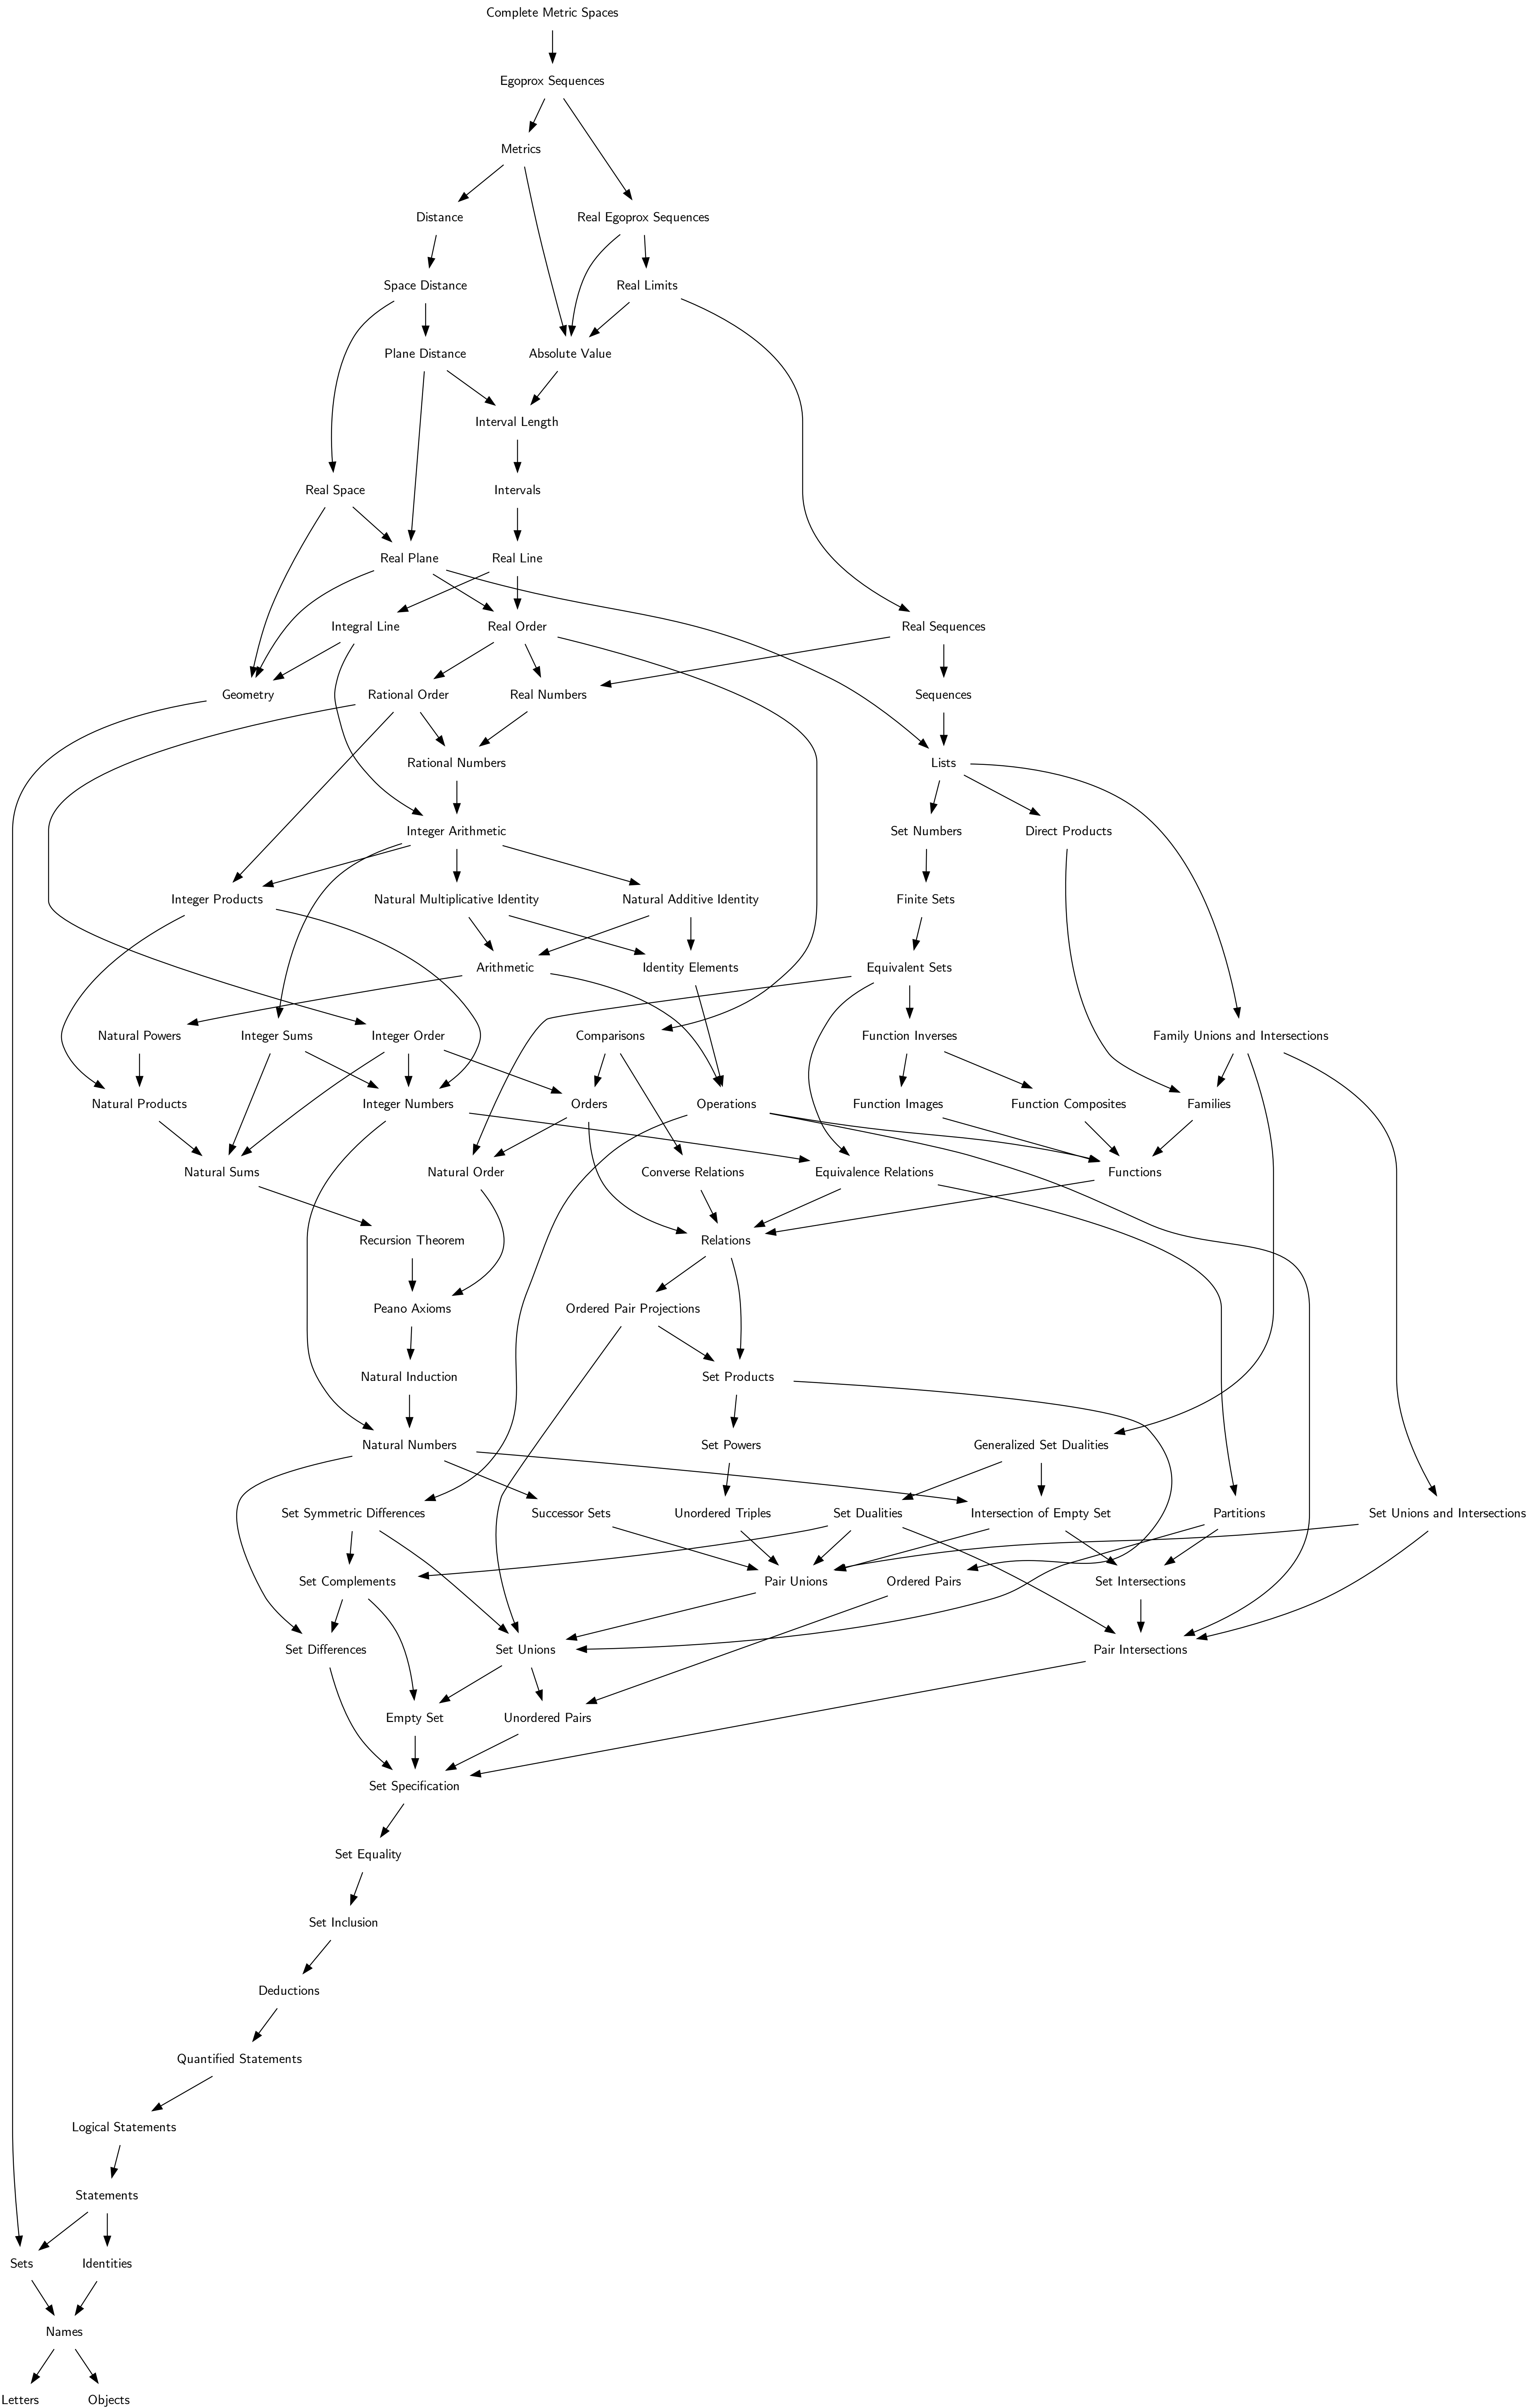 Complete Metric Spaces
Egoprox Sequences
Metrics
Distance
Real Egoprox Sequences
Space Distance
Real Limits
Plane Distance
Absolute Value
Interval Length
Real Space
Intervals
Real Plane
Real Line
Integral Line
Real Order
Real Sequences
Geometry
Rational Order
Real Numbers
Sequences
Rational Numbers
Lists
Integer Arithmetic
Set Numbers
Direct Products
Integer Products
Natural Multiplicative Identity
Natural Additive Identity
Finite Sets
Arithmetic
Identity Elements
Equivalent Sets
Natural Powers
Integer Sums
Integer Order
Comparisons
Function Inverses
Family Unions and Intersections
Natural Products
Integer Numbers
Orders
Operations
Function Images
Function Composites
Families
Natural Sums
Natural Order
Converse Relations
Equivalence Relations
Functions
Recursion Theorem
Relations
Peano Axioms
Ordered Pair Projections
Natural Induction
Set Products
Natural Numbers
Set Powers
Generalized Set Dualities
Set Symmetric Differences
Successor Sets
Unordered Triples
Set Dualities
Intersection of Empty Set
Partitions
Set Unions and Intersections
Set Complements
Pair Unions
Ordered Pairs
Set Intersections
Set Differences
Set Unions
Pair Intersections
Empty Set
Unordered Pairs
Set Specification
Set Equality
Set Inclusion
Deductions
Quantified Statements
Logical Statements
Statements
Sets
Identities
Names
Letters
Objects